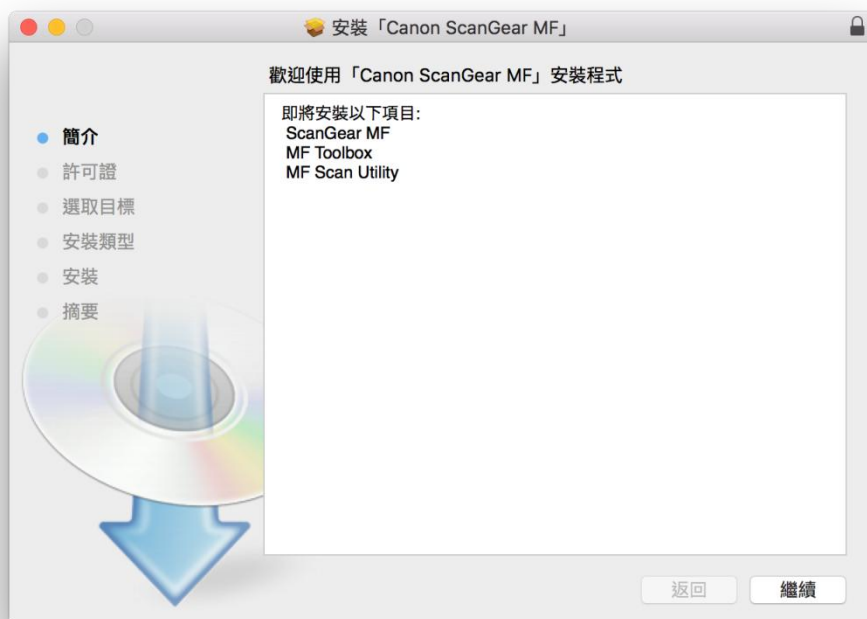 安裝「Canon ScanGear MF」
歡迎使用「Canon ScanGear MF」安裝程式
簡介
許可證
選取目標
安裝類型
安裝
摘要
即將安裝以下項目:
ScanGear MF
MF Toolbox
MF Scan Utility
返回
繼續